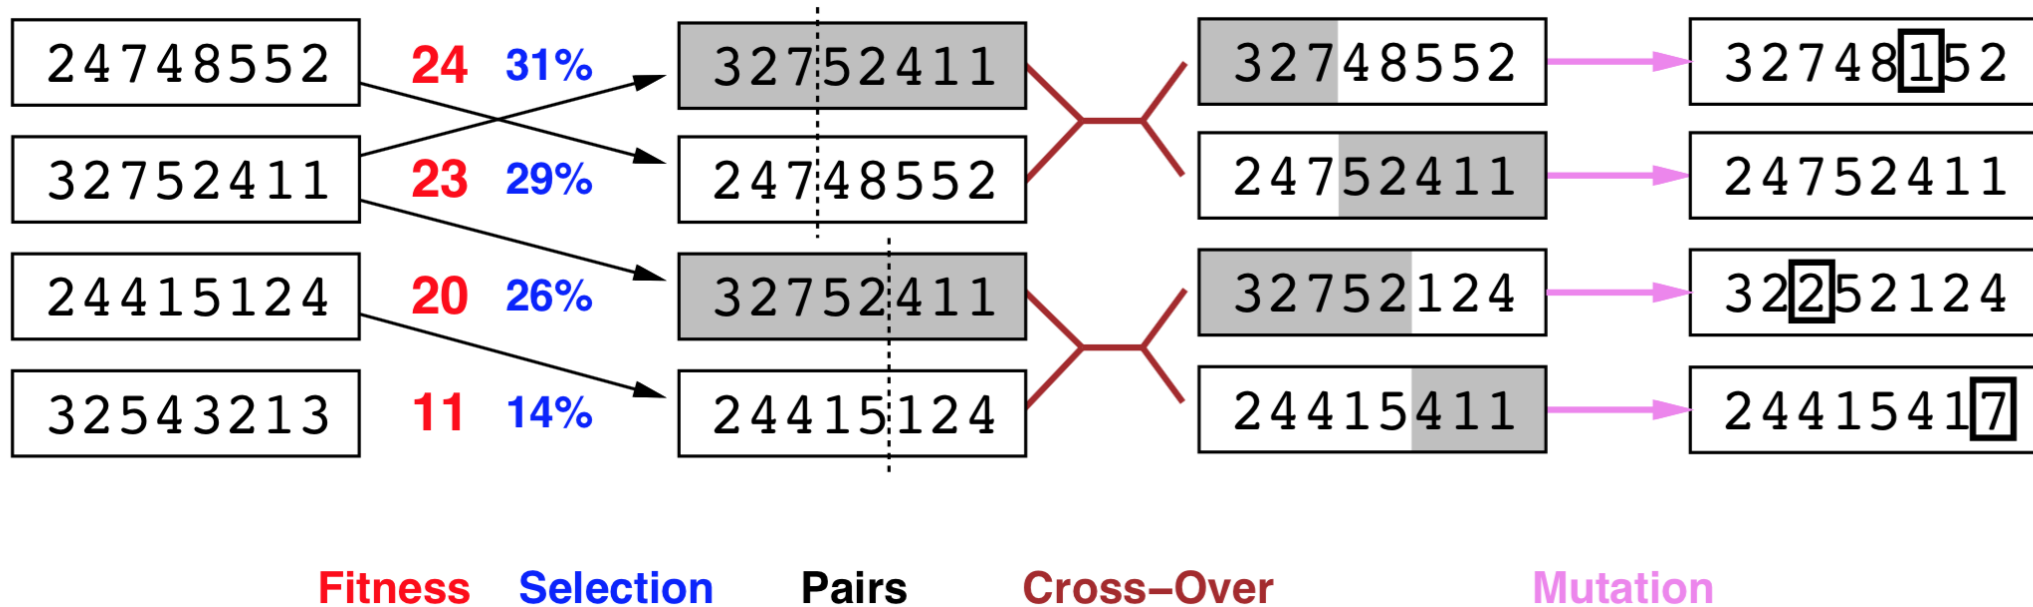 24748552 24 31% 32752411 32748552 32748152
32752411 23 29% 24748552 24752411 24752411
24415124 20 26% 32752411 32752124 32252124
32543213 11 14% 24415124 24415411 24415417
Fitness Selection Pairs Cross–Over Mutation